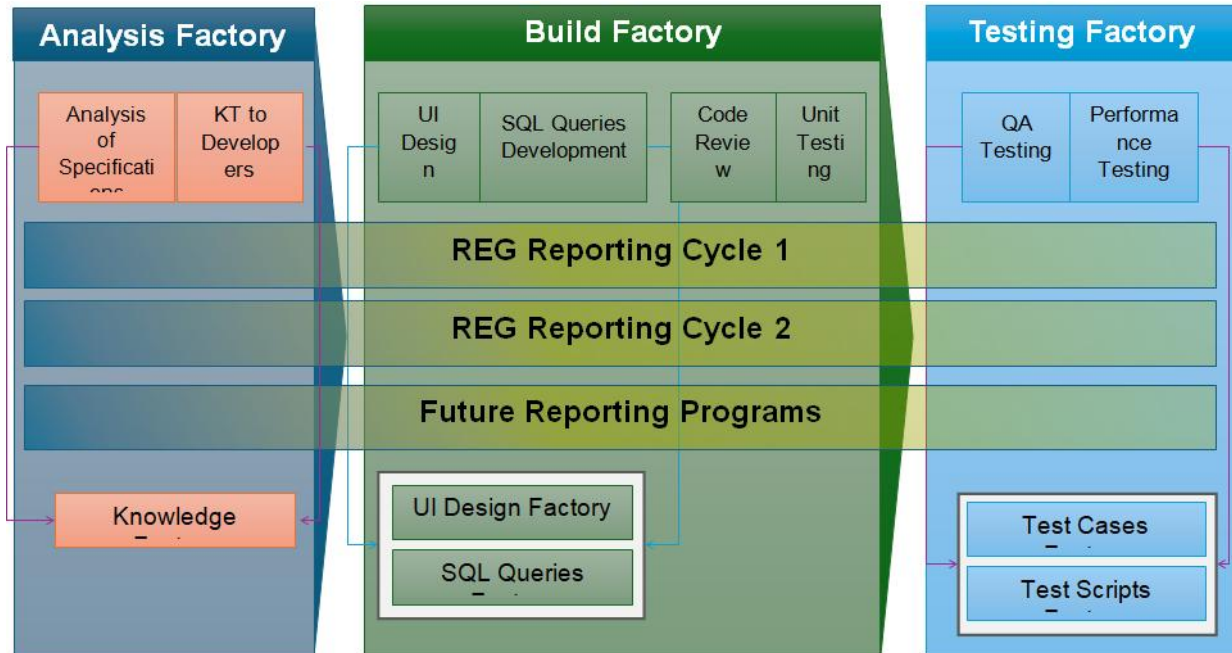 Analysis Factory
Build Factory
Testing Factory
Analysis
of
Specificati
KT to
Develop
ers
UI
Desig
n
SQL Queries
Development
Code
Revie
w
Unit
Testi
ng
QA
Testing
Performa
nce
Testing
REG Reporting Cycle 1
REG Reporting Cycle 2
Future Reporting Programs
Knowledge
UI Design Factory
SQL Queries
Test Cases
Test Scripts